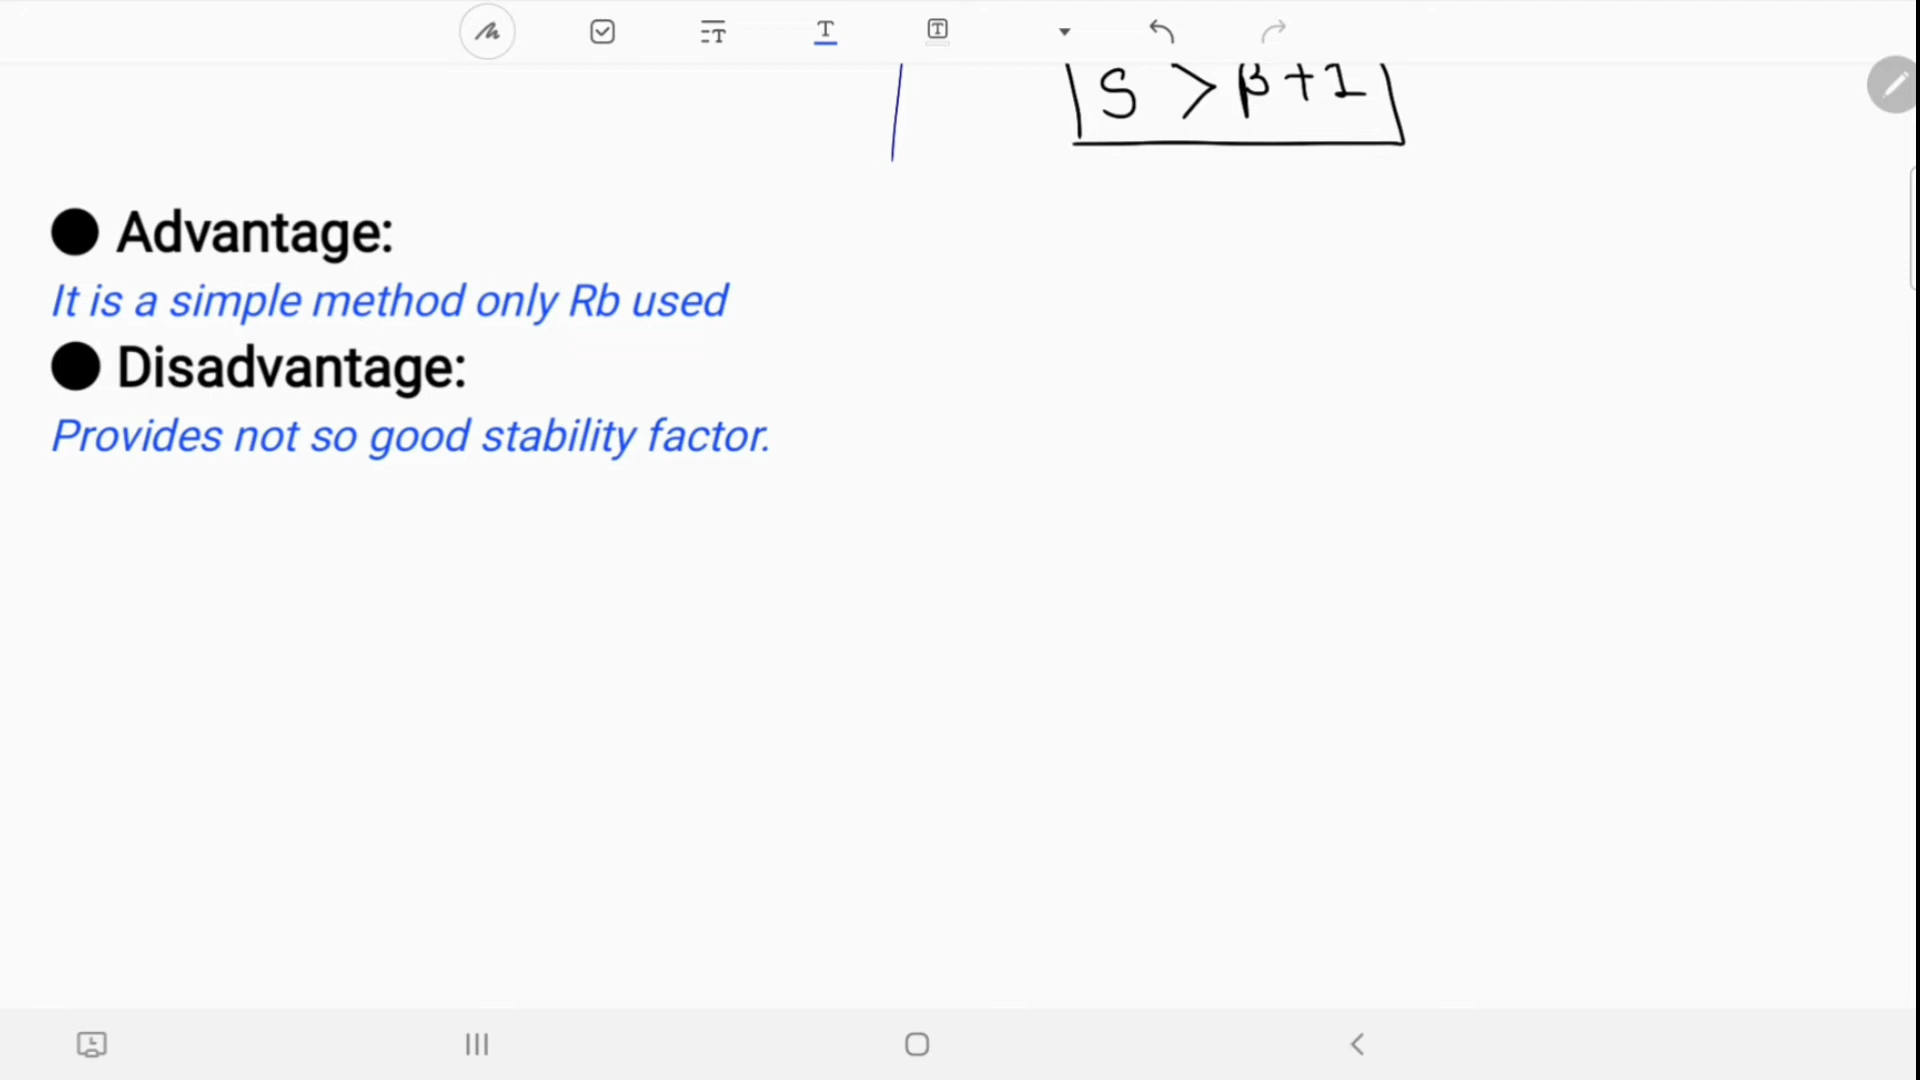 S > β+1
● Advantage:
It is a simple method only Rb used
● Disadvantage:
Provides not so good stability factor.